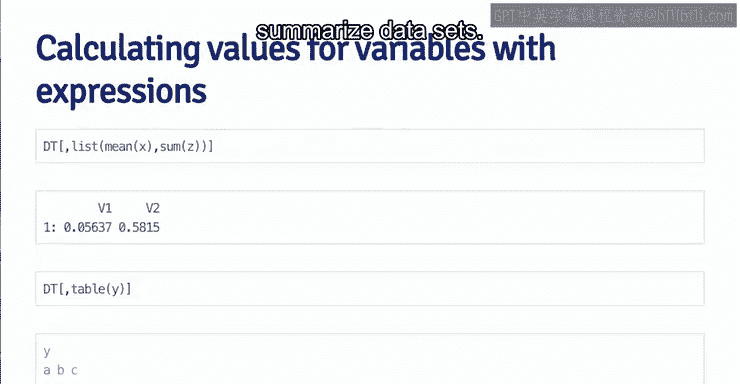 summarize data sets.
Calculating values for variables with
expressions
DT[,list(mean(x),sum(z))]
V1 V2
1: 0.05637 0.5815
DT[,table(y)]
y
a b c